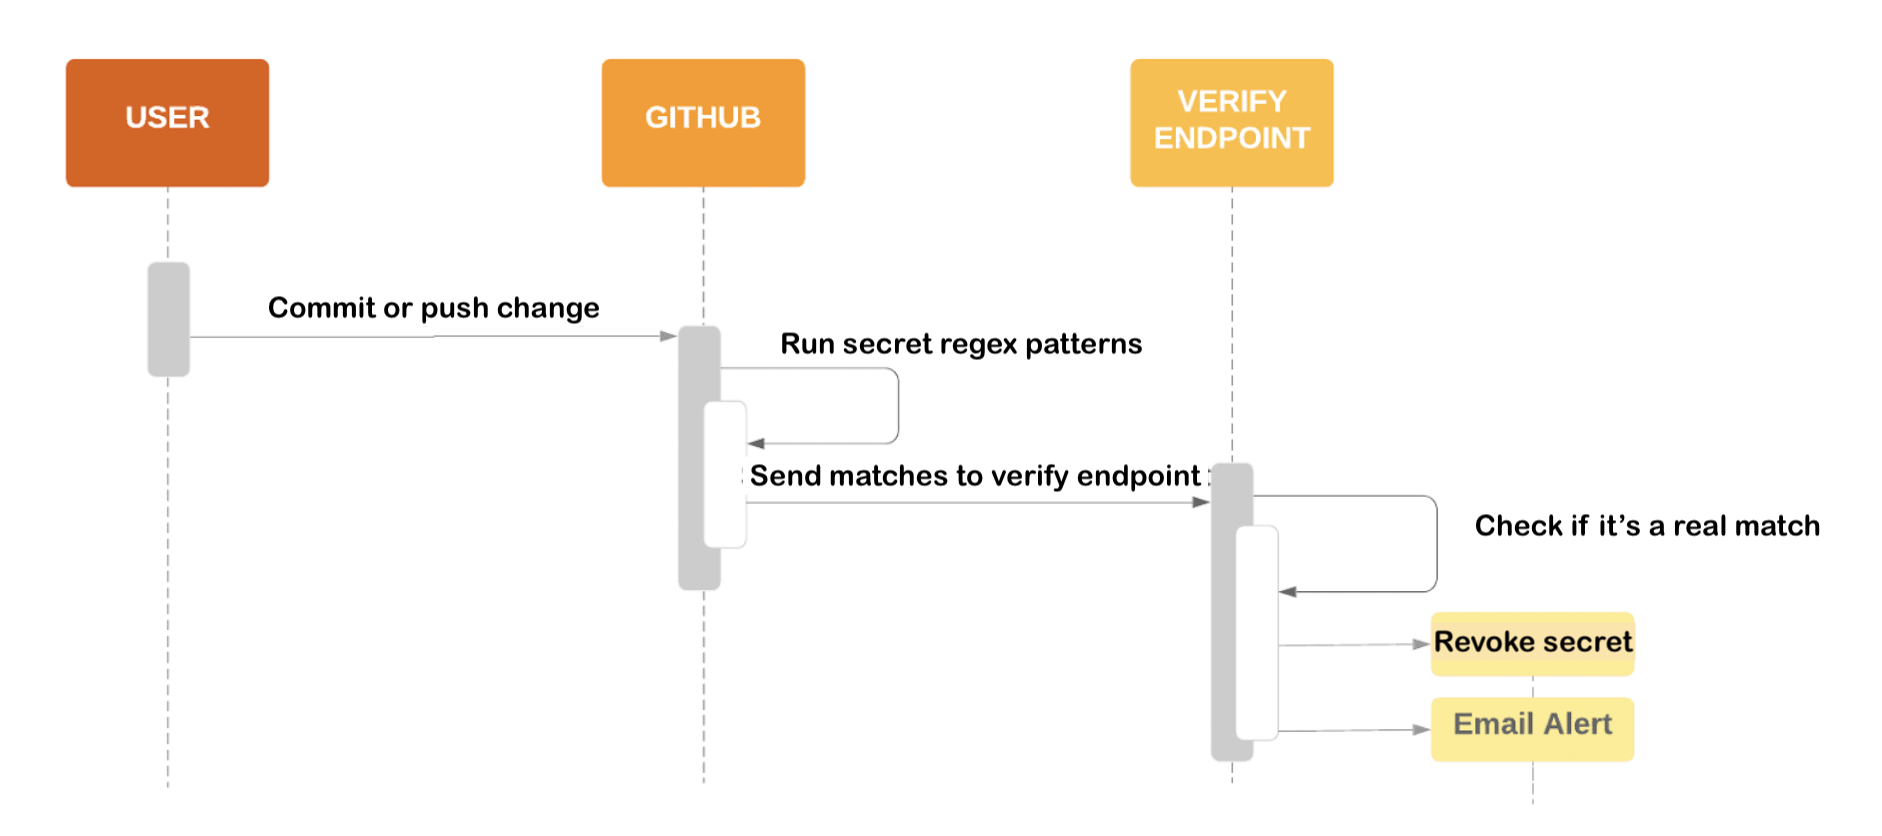 USER
GITHUB
VERIFY
ENDPOINT
Commit or push change
Run secret regex patterns
Send matches to verify endpoint
Check if it’s a real match
Revoke secret
Email Alert